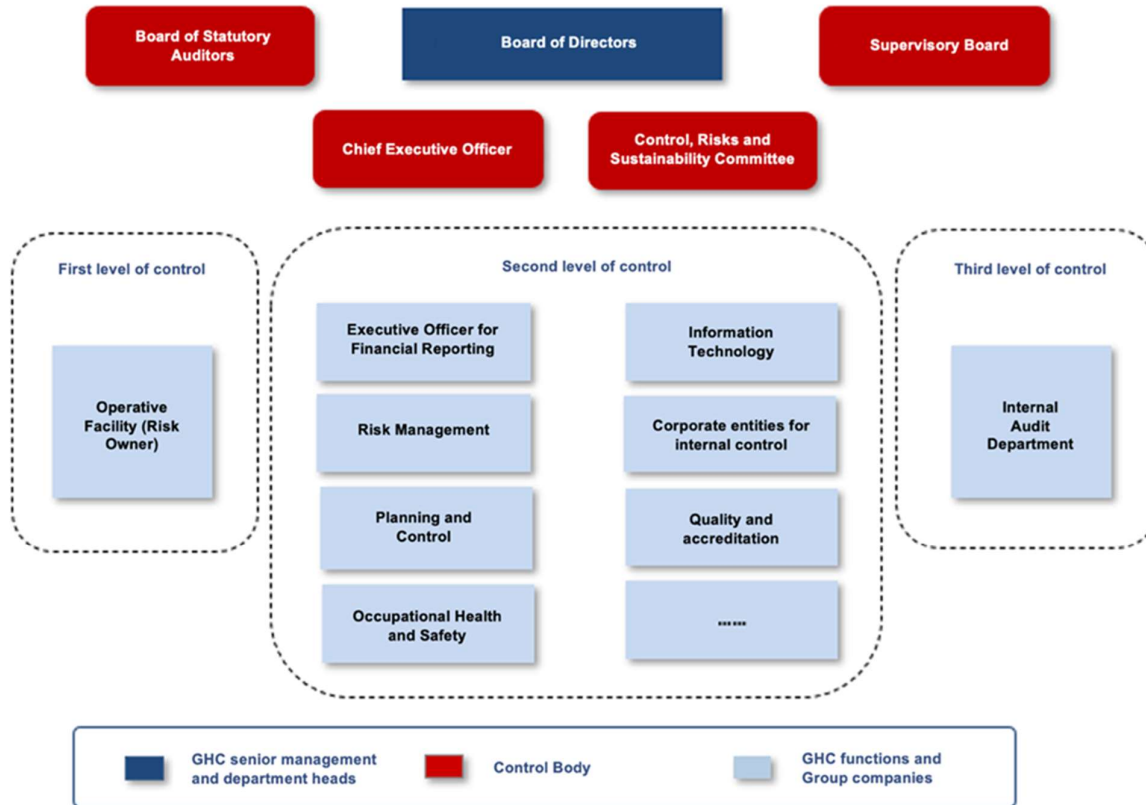 Board of Statutory
Auditors
Board of Directors
Supervisory Board
Chief Executive Officer
Control, Risks and
Sustainability Committee
First level of control
Second level of control
Third level of control
Operative
Facility (Risk
Owner)
Executive Officer for
Financial Reporting
Information
Technology
Risk Management
Corporate entities for
internal control
Planning and
Control
Quality and
accreditation
Occupational Health
and Safety
......
Internal
Audit
Department
GHC senior management
and department heads
Control Body
GHC functions and
Group companies